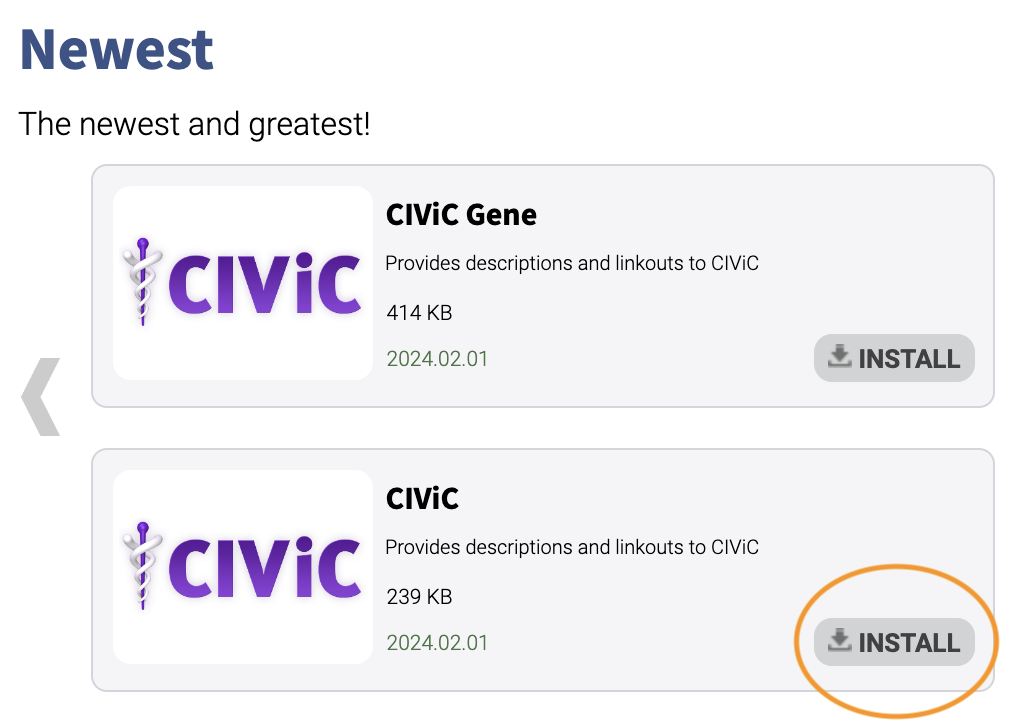 Newest
The newest and greatest!
CIViC
CIViC Gene
Provides descriptions and linkouts to CIViC
414 KB
2024.02.01
INSTALL
CIViC
CIViC
Provides descriptions and linkouts to CIViC
239 KB
2024.02.01
INSTALL